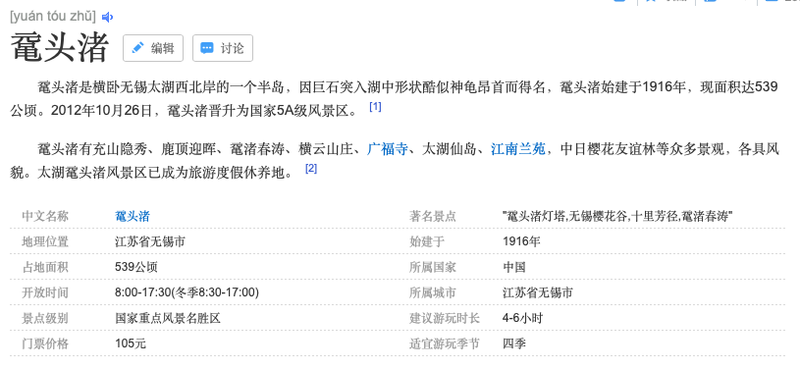 [yuán tóu zhǔ]
鼋头渚 编辑 讨论
鼋头渚是横卧无锡太湖西北岸的一个半岛，因巨石突入湖中形状酷似神龟昂首而得名，鼋头渚始建于1916年，现面积达539
公顷。2012年10月26日，鼋头渚晋升为国家5A级风景区。 [1]
鼋头渚有充山隐秀、鹿顶迎晖、鼋渚春涛、横云山庄、广福寺、太湖仙岛、江南兰苑，中日樱花友谊林等众多景观，各具风
貌。太湖鼋头渚风景区已成为旅游度假休养地。 [2]
中文名称 鼋头渚 著名景点 "鼋头渚灯塔,无锡樱花谷,十里芳径,鼋渚春涛"
地理位置 江苏省无锡市 始建于 1916年
占地面积 539公顷 所属国家 中国
开放时间 8:00-17:30(冬季8:30-17:00) 所属城市 江苏省无锡市
景点级别 国家重点风景名胜区 建议游玩时长 4-6小时
门票价格 105元 适宜游玩季节 四季